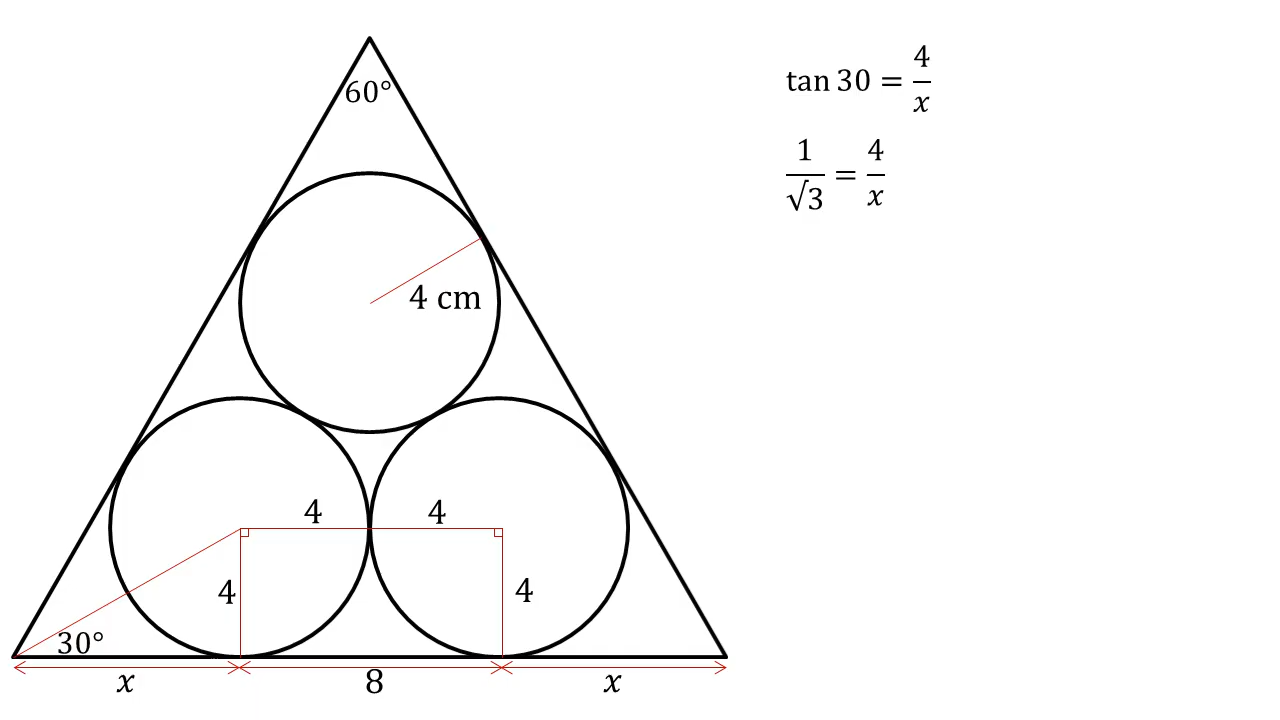 60°
tan 30 = 4/x
1/√3 = 4/x
4 cm
4 4
4 4
30°
x 8 x